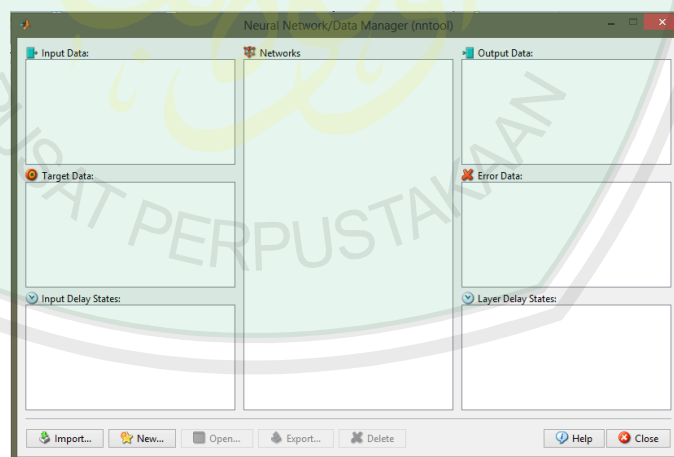 Neural Network/Data Manager (nntool)
Input Data:
Networks
Output Data:
Target Data:
Error Data:
Input Delay States:
Layer Delay States:
Import...
New...
Open...
Export...
Delete
Help
Close
PUSAT PERPUSTAKAAN